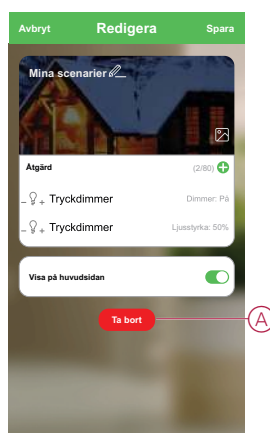 Avbryt Redigera Spara
Mina scenarier
Åtgärd (2/80)
Tryckdimmer Dimmer: På
Tryckdimmer Ljusstyrka: 50%
Visa på huvudsidan
Ta bort A